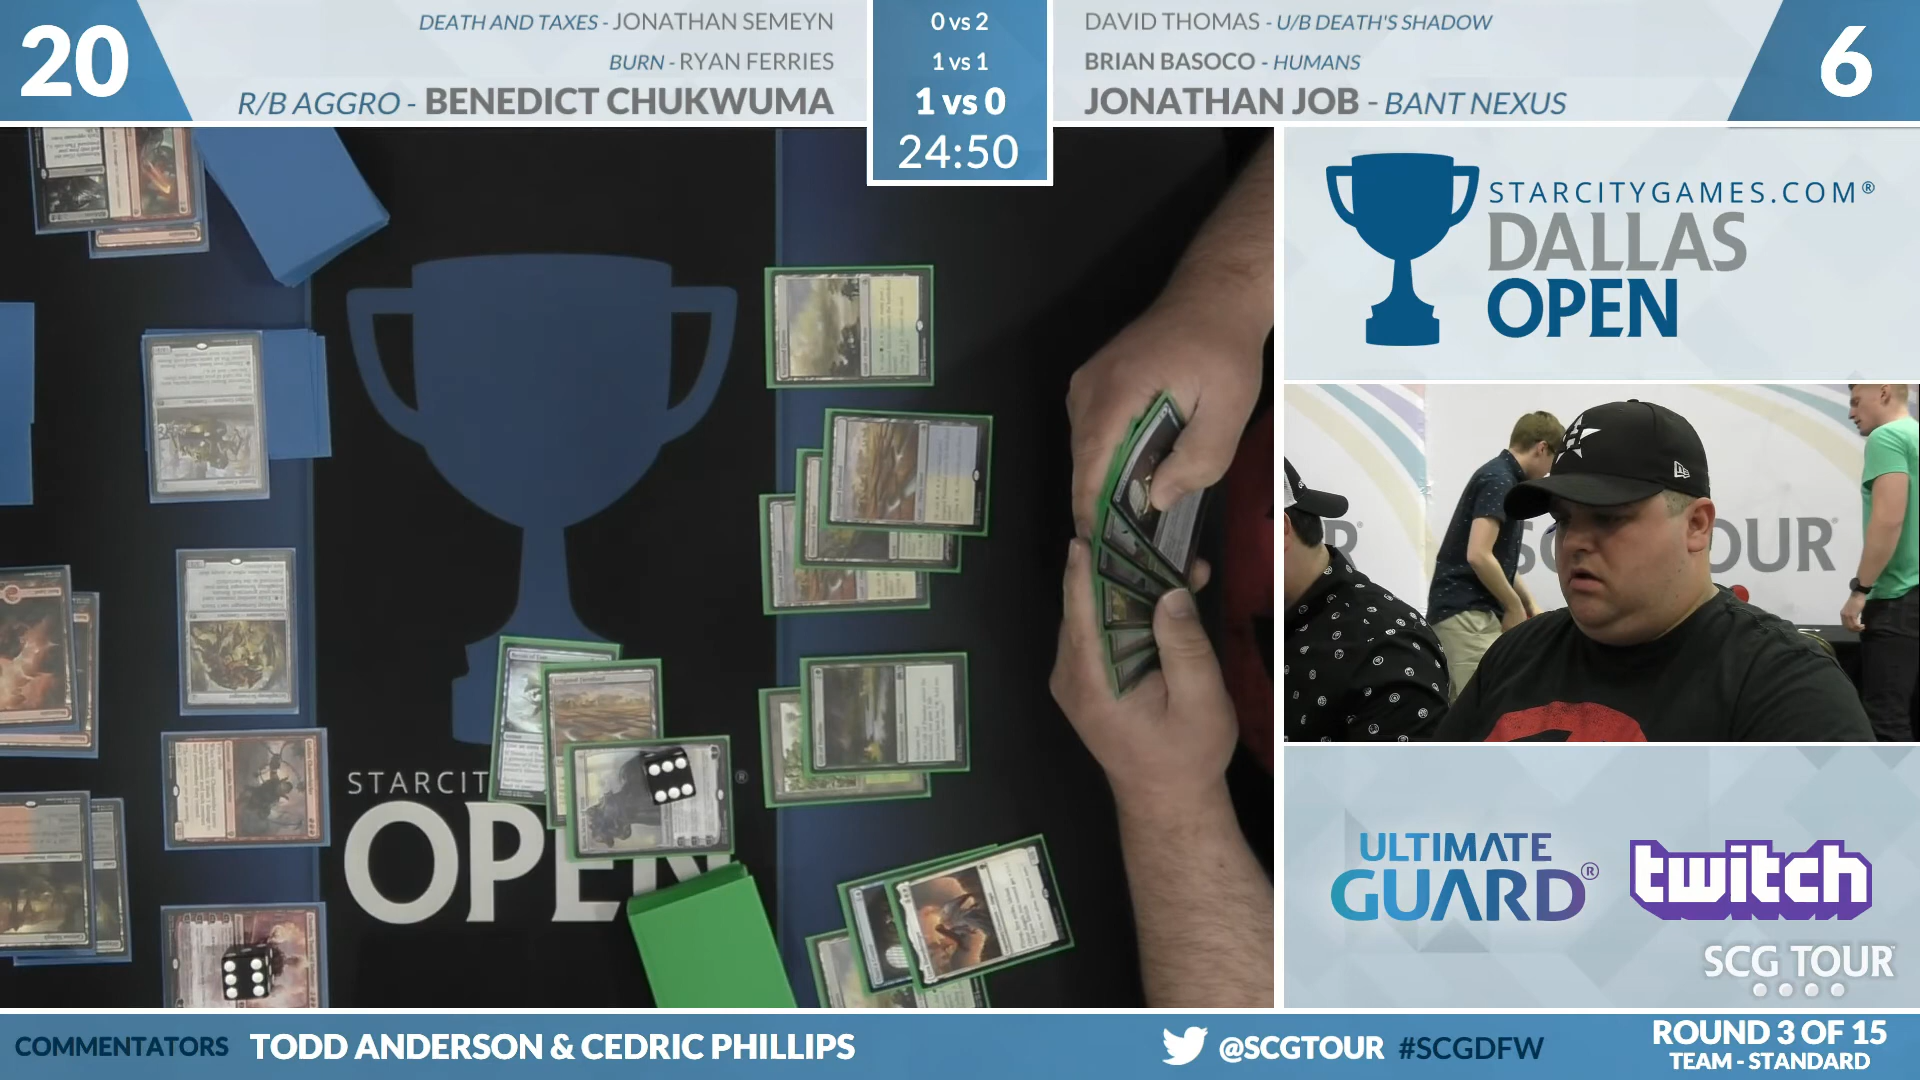 20
DEATH AND TAXES - JONATHAN SEMEYN
0 vs 2
DAVID THOMAS - U/B DEATH'S SHADOW
6
BURN - RYAN FERRIES
1 vs 1
BRIAN BASOCO - HUMANS
R/B AGGRO - BENEDICT CHUKWUMA
1 vs 0
JONATHAN JOB - BANT NEXUS
24:50
STARCITYGAMES.COM®
DALLAS
OPEN
STARCIT
®
OPEN
SC TOUR
ULTIMATE
GUARD®
twitch
SCG TOUR
COMMENTATORS TODD ANDERSON & CEDRIC PHILLIPS
@SCGTOUR #SCGDFW
ROUND 3 OF 15
TEAM - STANDARD